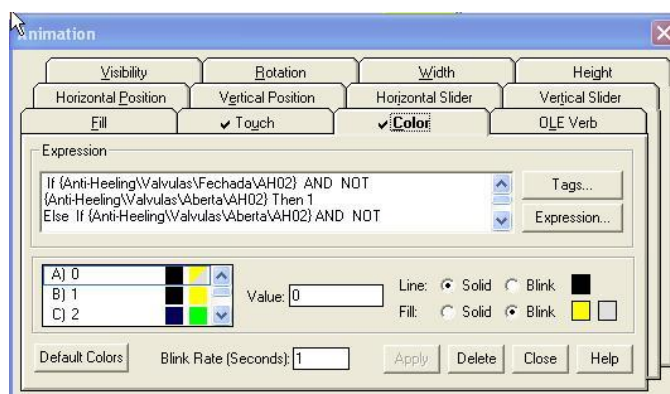 Animation
Visibility Rotation Width Height
Horizontal Position Vertical Position Horizontal Slider Vertical Slider
Fill Touch Color OLE Verb
Expression
If {Anti-Heeling\Valvulas\Fechada\AH02} AND NOT
{Anti-Heeling\Valvulas\Aberta\AH02} Then 1
Else If {Anti-Heeling\Valvulas\Aberta\AH02} AND NOT
Tags...
Expression...
A) 0
B) 1
C) 2
Value: 0
Line: Solid Blink
Fill: Solid Blink
Default Colors Blink Rate (Seconds): 1 Apply Delete Close Help